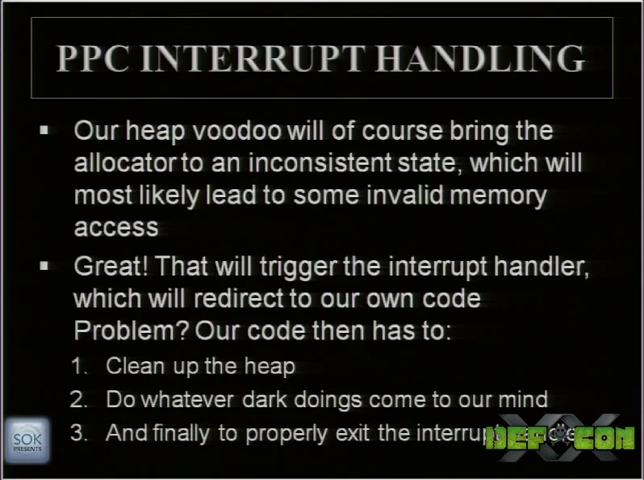 PPC INTERRUPT HANDLING
▪ Our heap voodoo will of course bring the
allocator to an inconsistent state, which will
most likely lead to some invalid memory
access
▪ Great! That will trigger the interrupt handler,
which will redirect to our own code
Problem? Our code then has to:
1. Clean up the heap
2. Do whatever dark doings come to our mind
3. And finally to properly exit the interrupt
SOK
PRESENTS
DEF CON